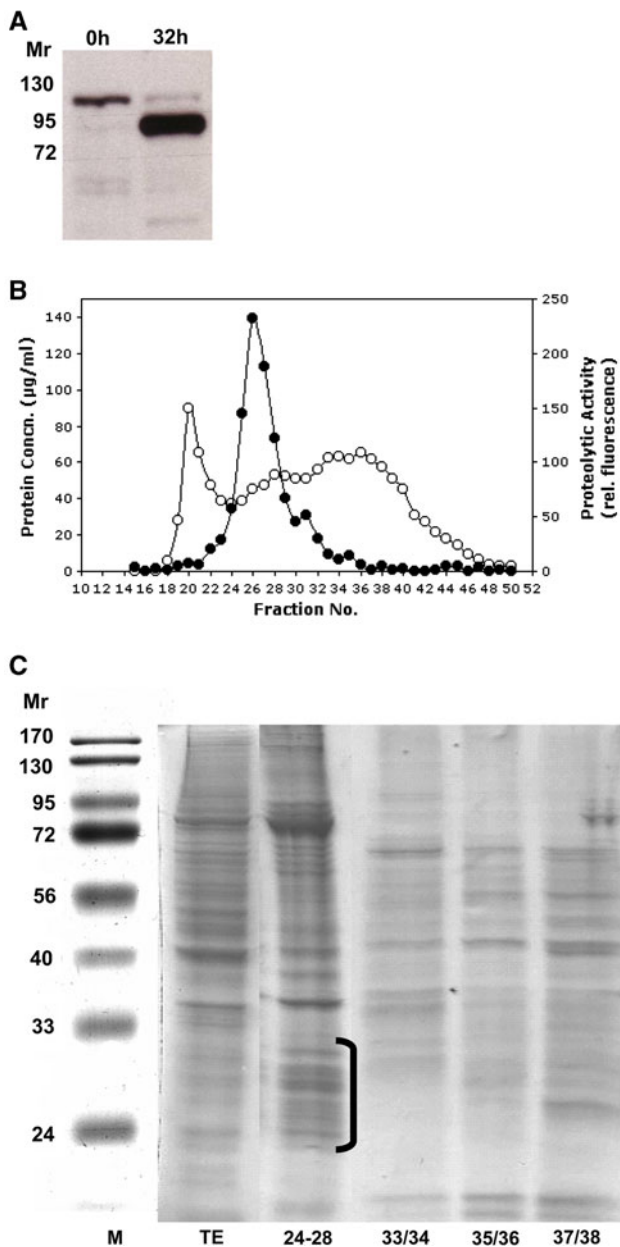 A
0h 32h
Mr
130
95
72
B
140
120
100
80
60
40
20
0
250
200
150
100
50
0
Protein Concn. (µg/ml)
Proteolytic Activity
(rel. fluorescence)
10 12 14 16 18 20 22 24 26 28 30 32 34 36 38 40 42 44 46 48 50 52
Fraction No.
C
Mr
170
130
95
72
56
40
33
24
M TE 24-28 33/34 35/36 37/38